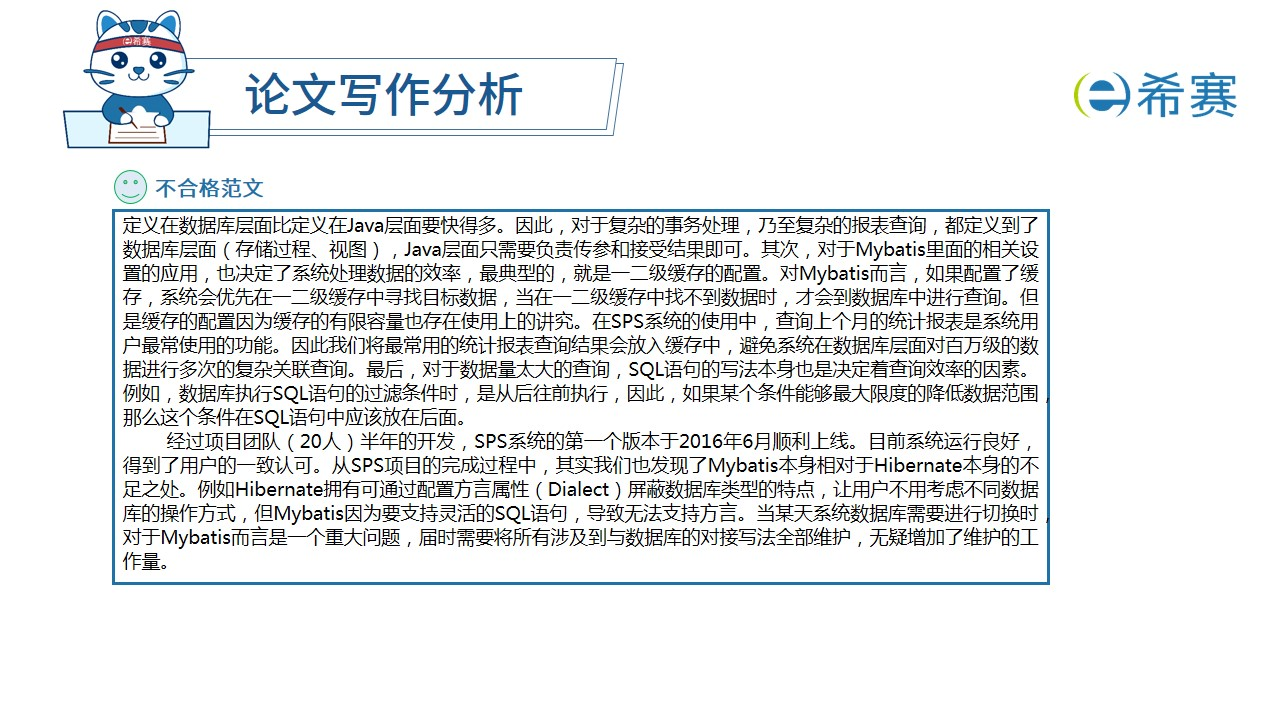 希赛
论文写作分析
希赛
不合格范文
定义在数据库层面比定义在Java层面要快得多。因此，对于复杂的事务处理，乃至复杂的报表查询，都定义到了
数据库层面（存储过程、视图），Java层面只需要负责传参和接受结果即可。其次，对于Mybatis里面的相关设
置的应用，也决定了系统处理数据的效率，最典型的，就是一二级缓存的配置。对Mybatis而言，如果配置了缓
存，系统会优先在一二级缓存中寻找目标数据，当在一二级缓存中找不到数据时，才会到数据库中进行查询。但
是缓存的配置因为缓存的有限容量也存在使用上的讲究。在SPS系统的使用中，查询上个月的统计报表是系统用
户最常使用的功能。因此我们将最常用的统计报表查询结果会放入缓存中，避免系统在数据库层面对百万级的数
据进行多次的复杂关联查询。最后，对于数据量太大的查询，SQL语句的写法本身也是决定着查询效率的因素。
例如，数据库执行SQL语句的过滤条件时，是从后往前执行，因此，如果某个条件能够最大限度的降低数据范围，
那么这个条件在SQL语句中应该放在后面。
经过项目团队（20人）半年的开发，SPS系统的第一个版本于2016年6月顺利上线。目前系统运行良好，
得到了用户的一致认可。从SPS项目的完成过程中，其实我们也发现了Mybatis本身相对于Hibernate本身的不
足之处。例如Hibernate拥有可通过配置方言属性（Dialect）屏蔽数据库类型的特点，让用户不用考虑不同数据
库的操作方式，但Mybatis因为要支持灵活的SQL语句，导致无法支持方言。当某天系统数据库需要进行切换时，
对于Mybatis而言是一个重大问题，届时需要将所有涉及到与数据库的对接写法全部维护，无疑增加了维护的工
作量。